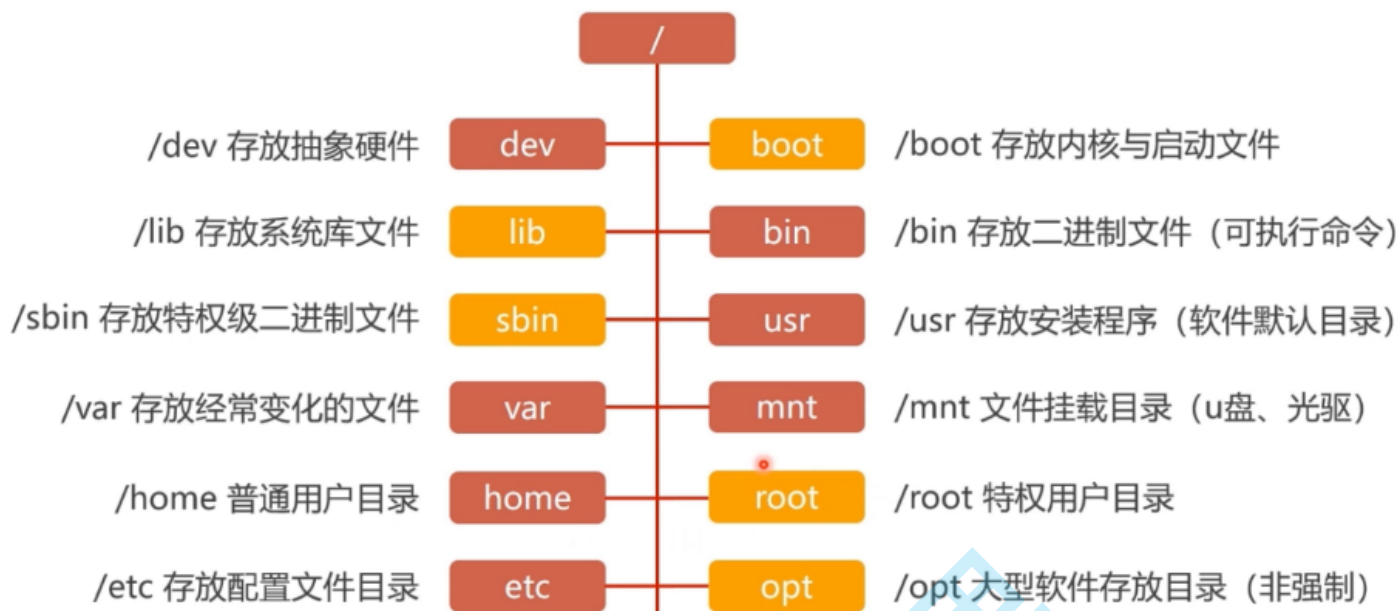 /
/dev 存放抽象硬件 dev boot /boot 存放内核与启动文件
/lib 存放系统库文件 lib bin /bin 存放二进制文件（可执行命令）
/sbin 存放特权级二进制文件 sbin usr /usr 存放安装程序（软件默认目录）
/var 存放经常变化的文件 var mnt /mnt 文件挂载目录（u盘、光驱）
/home 普通用户目录 home root /root 特权用户目录
/etc 存放配置文件目录 etc opt /opt 大型软件存放目录（非强制）